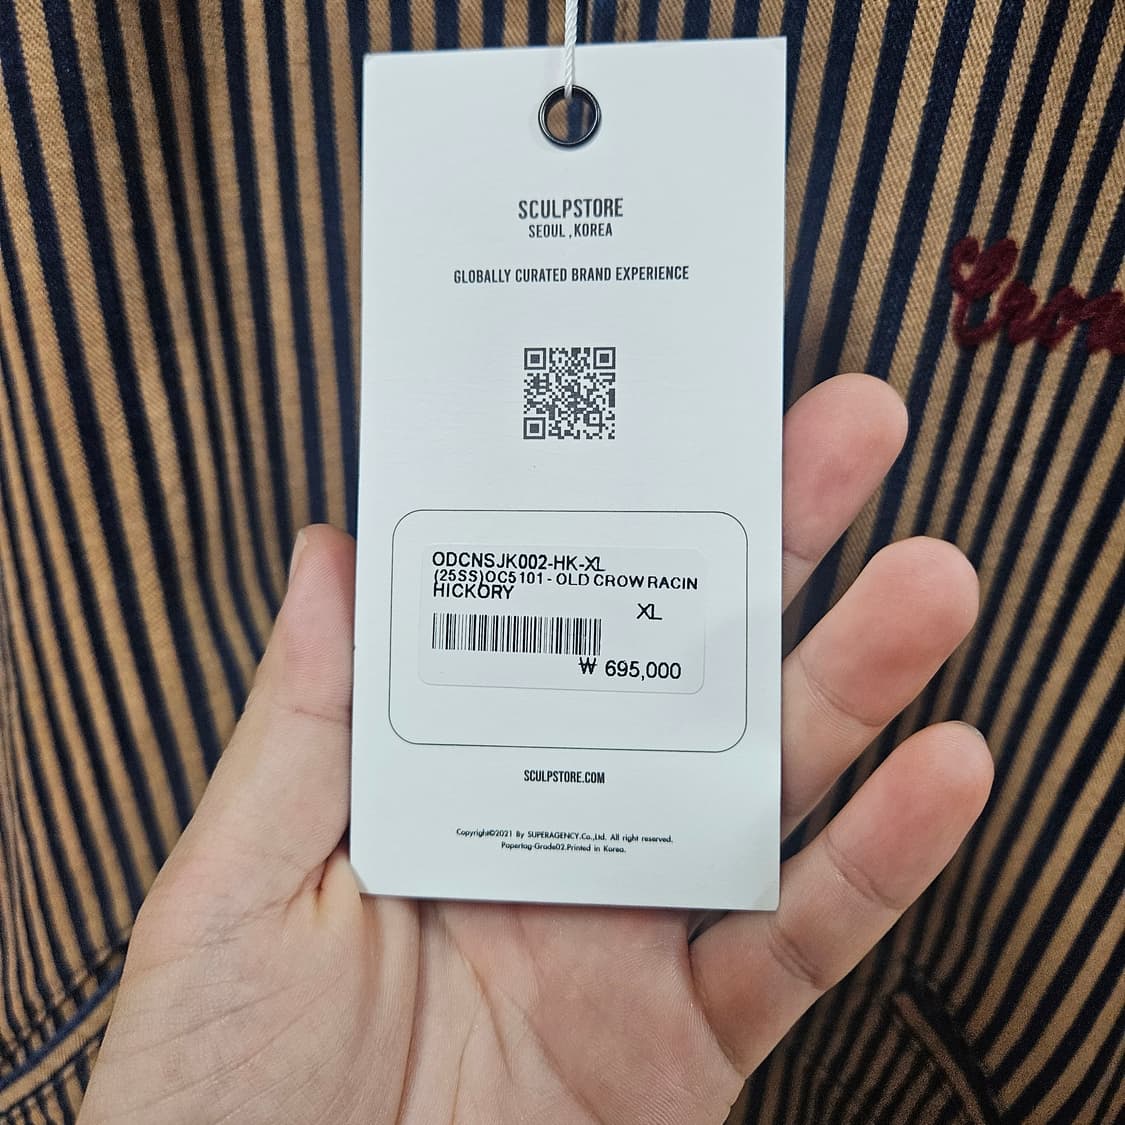 SCULPSTORE
SEOUL, KOREA
GLOBALLY CURATED BRAND EXPERIENCE
ODCNSJK002-HK-XL
(25SS)OC5101 - OLD CROW RACIN
HICKORY
XL
₩ 695,000
SCULPSTORE.COM
Copyright©2021 By SUPERAGENCY.Co.,Ltd. All right reserved.
Papertag-Grade02.Printed in Korea.